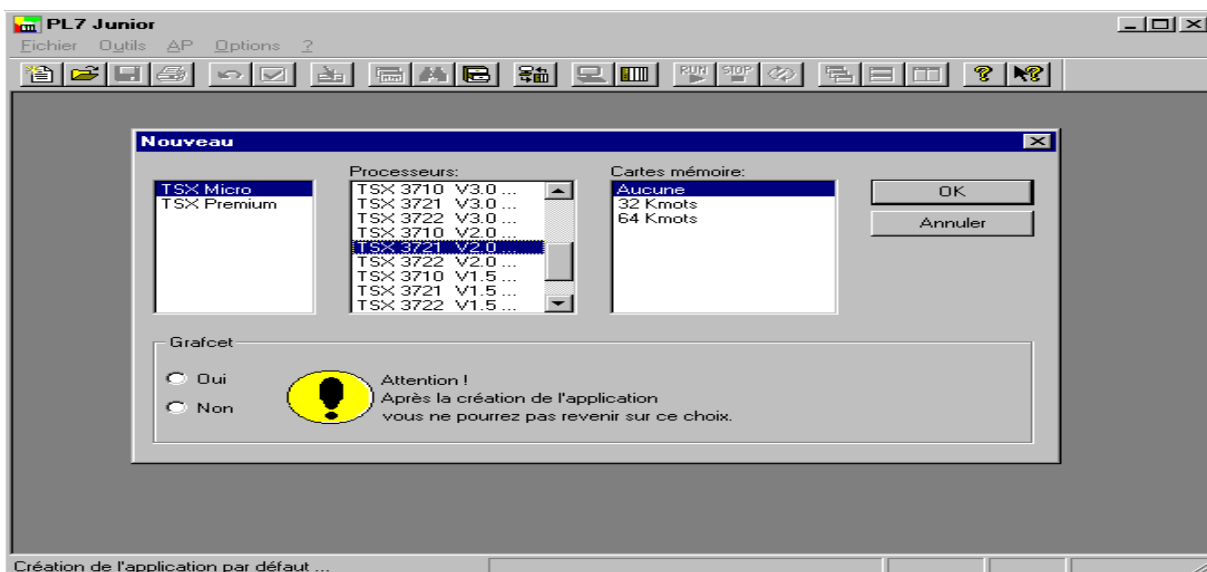 PL7 Junior
Fichier Outils AP Options ?
RUN STOP
Nouveau
Processeurs:
Cartes mémoire:
TSX Micro
TSX Premium
TSX 3710 V3.0 ...
TSX 3721 V3.0 ...
TSX 3722 V3.0 ...
TSX 3710 V2.0 ...
TSX 3721 V2.0 ...
TSX 3722 V2.0 ...
TSX 3710 V1.5 ...
TSX 3721 V1.5 ...
TSX 3722 V1.5 ...
Aucune
32 Kmots
64 Kmots
OK
Annuler
Grafcet
Oui
Non
Attention !
Après la création de l'application
vous ne pourrez pas revenir sur ce choix.
Création de l'application par défaut ...